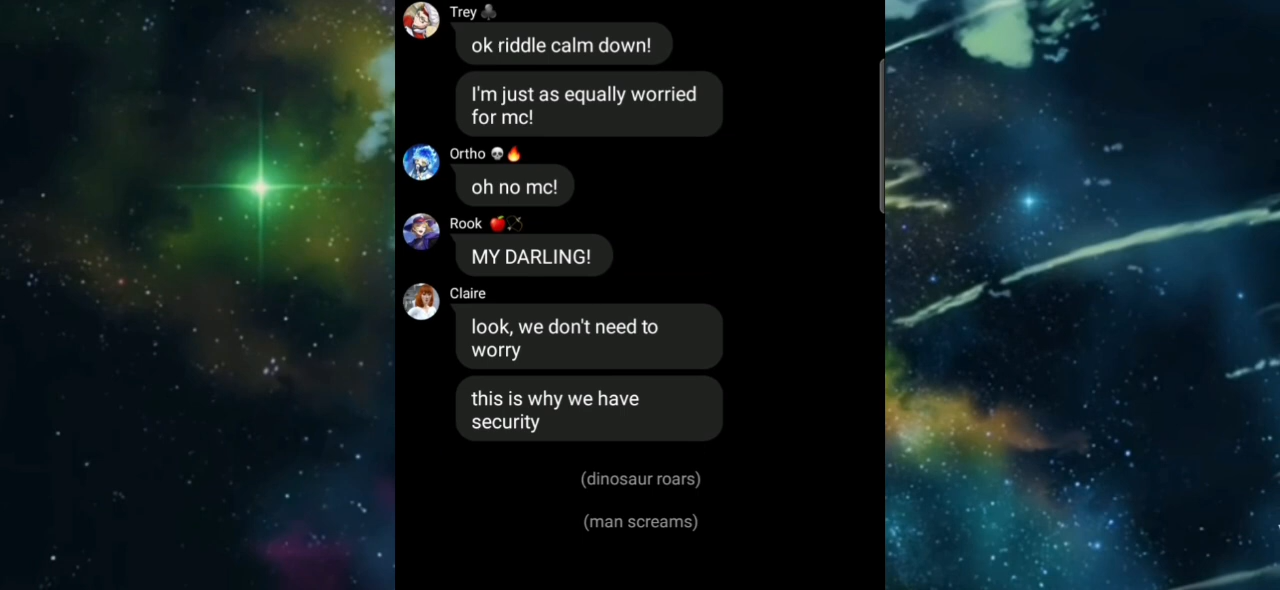 Trey ♣️
ok riddle calm down!
I'm just as equally worried
for mc!
Ortho 💀🔥
oh no mc!
Rook 🍎🏹
MY DARLING!
Claire
look, we don't need to
worry
this is why we have
security
(dinosaur roars)
(man screams)